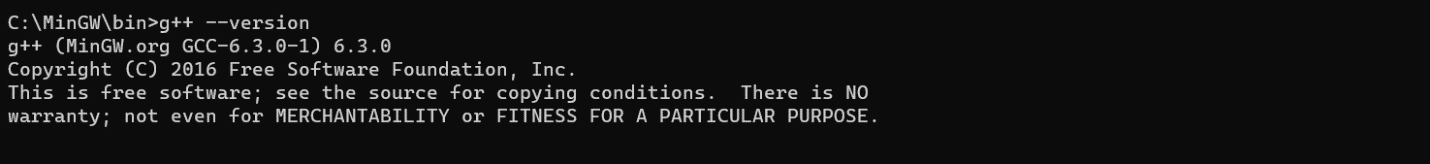 C:\MinGW\bin>g++ --version
g++ (MinGW.org GCC-6.3.0-1) 6.3.0
Copyright (C) 2016 Free Software Foundation, Inc.
This is free software; see the source for copying conditions.  There is NO
warranty; not even for MERCHANTABILITY or FITNESS FOR A PARTICULAR PURPOSE.